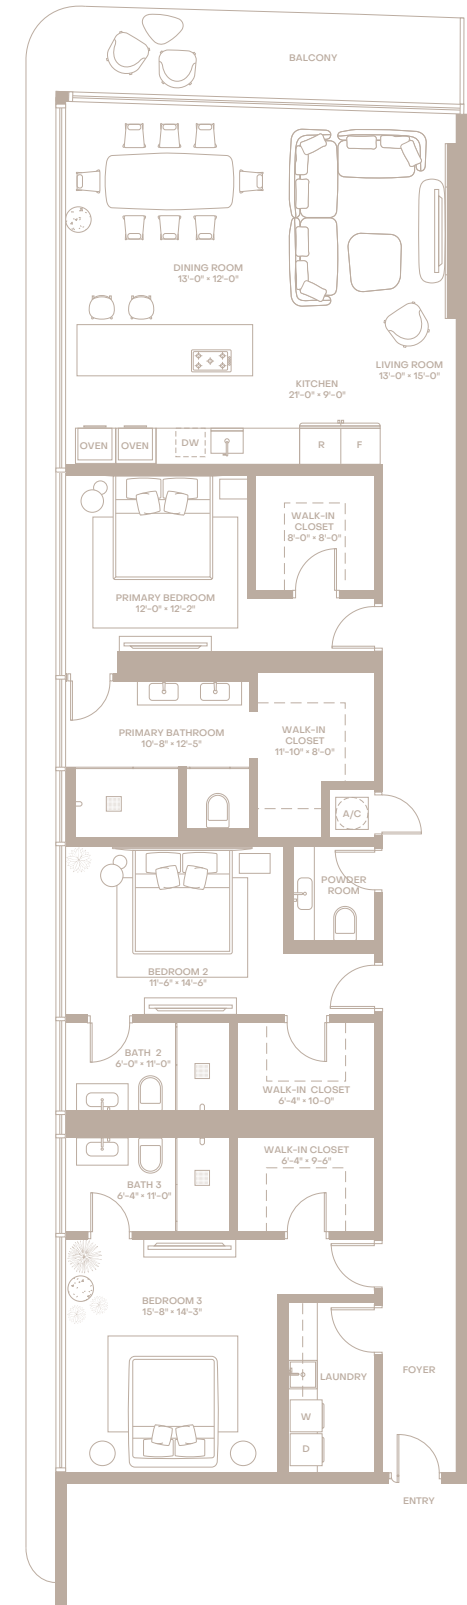 BALCONY
DINING ROOM
13'-0" × 12'-0"
LIVING ROOM
13'-0" × 15'-0"
KITCHEN
21'-0" × 9'-0"
OVEN
OVEN
DW
R
F
WALK-IN
CLOSET
8'-0" × 8'-0"
PRIMARY BEDROOM
12'-0" × 12'-2"
PRIMARY BATHROOM
10'-8" × 12'-5"
WALK-IN
CLOSET
11'-10" × 8'-0"
A/C
POWDER
ROOM
BEDROOM 2
11'-6" × 14'-6"
BATH 2
6'-0" × 11'-0"
WALK-IN CLOSET
6'-4" × 10-0"
WALK-IN CLOSET
6'-4" × 9-6"
BATH 3
6'-4" × 11'-0"
BEDROOM 3
15'-8" × 14'-3"
LAUNDRY
FOYER
W
D
ENTRY